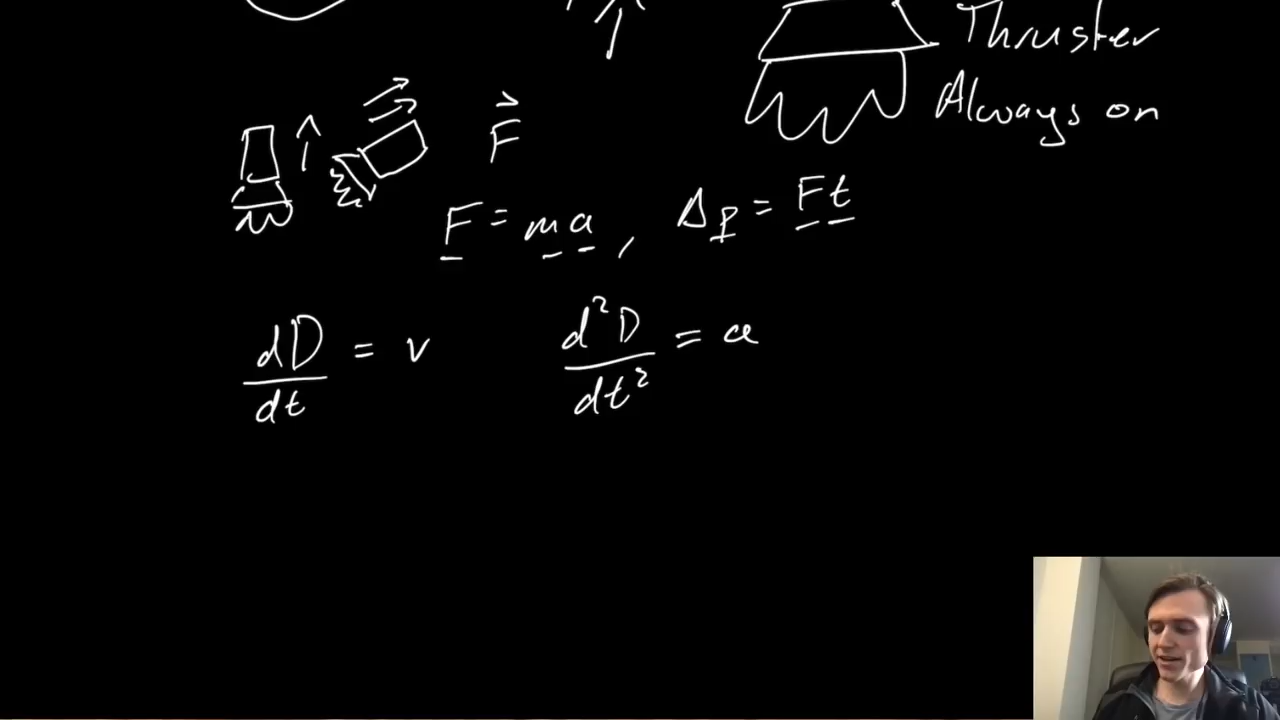 Thruster
Always on
F⃗
F = ma, Δp = Ft
dD/dt = v d²D/dt² = a